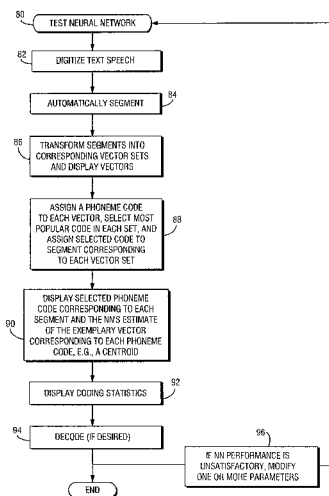 80
TEST NEURAL NETWORK
82
DIGITIZE TEXT SPEECH
AUTOMATICALLY SEGMENT
84
86
TRANSFORM SEGMENTS INTO
CORRESPONDING VECTOR SETS
AND DISPLAY VECTORS
ASSIGN A PHONEME CODE
TO EACH VECTOR, SELECT MOST
POPULAR CODE IN EACH SET, AND
ASSIGN SELECTED CODE TO
SEGMENT CORRESPONDING
TO EACH VECTOR SET
88
DISPLAY SELECTED PHONEME
CODE CORRESPONDING TO EACH
SEGMENT AND THE NN'S ESTIMATE
OF THE EXEMPLARY VECTOR
CORRESPONDING TO EACH PHONEME
CODE, E.G., A CENTROID
90
DISPLAY CODING STATISTICS
92
94
DECODE (IF DESIRED)
96
IF NN PERFORMANCE IS
UNSATISFACTORY, MODIFY
ONE OR MORE PARAMETERS
END